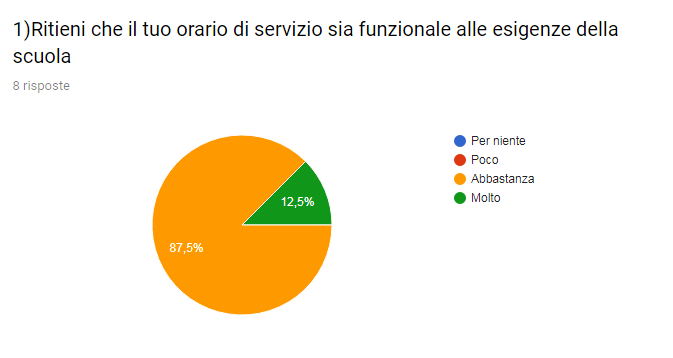 1)Ritieni che il tuo orario di servizio sia funzionale alle esigenze della
scuola
8 risposte
Per niente
Poco
Abbastanza
Molto
12,5%
87,5%